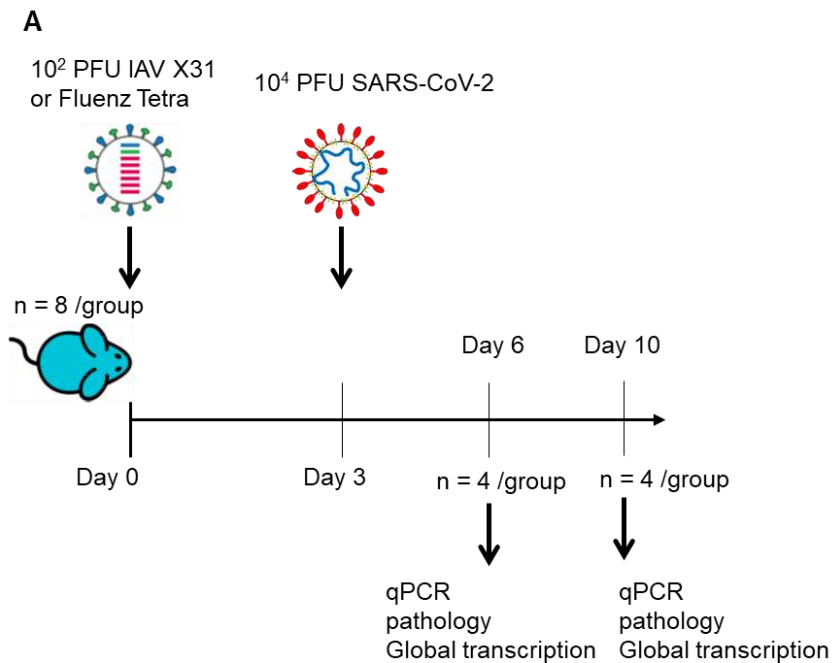 A
10² PFU IAV X31
or Fluenz Tetra
10⁴ PFU SARS-CoV-2
n = 8 /group
Day 6
Day 10
Day 0
Day 3
n = 4 /group
n = 4 /group
qPCR
pathology
Global transcription
qPCR
pathology
Global transcription